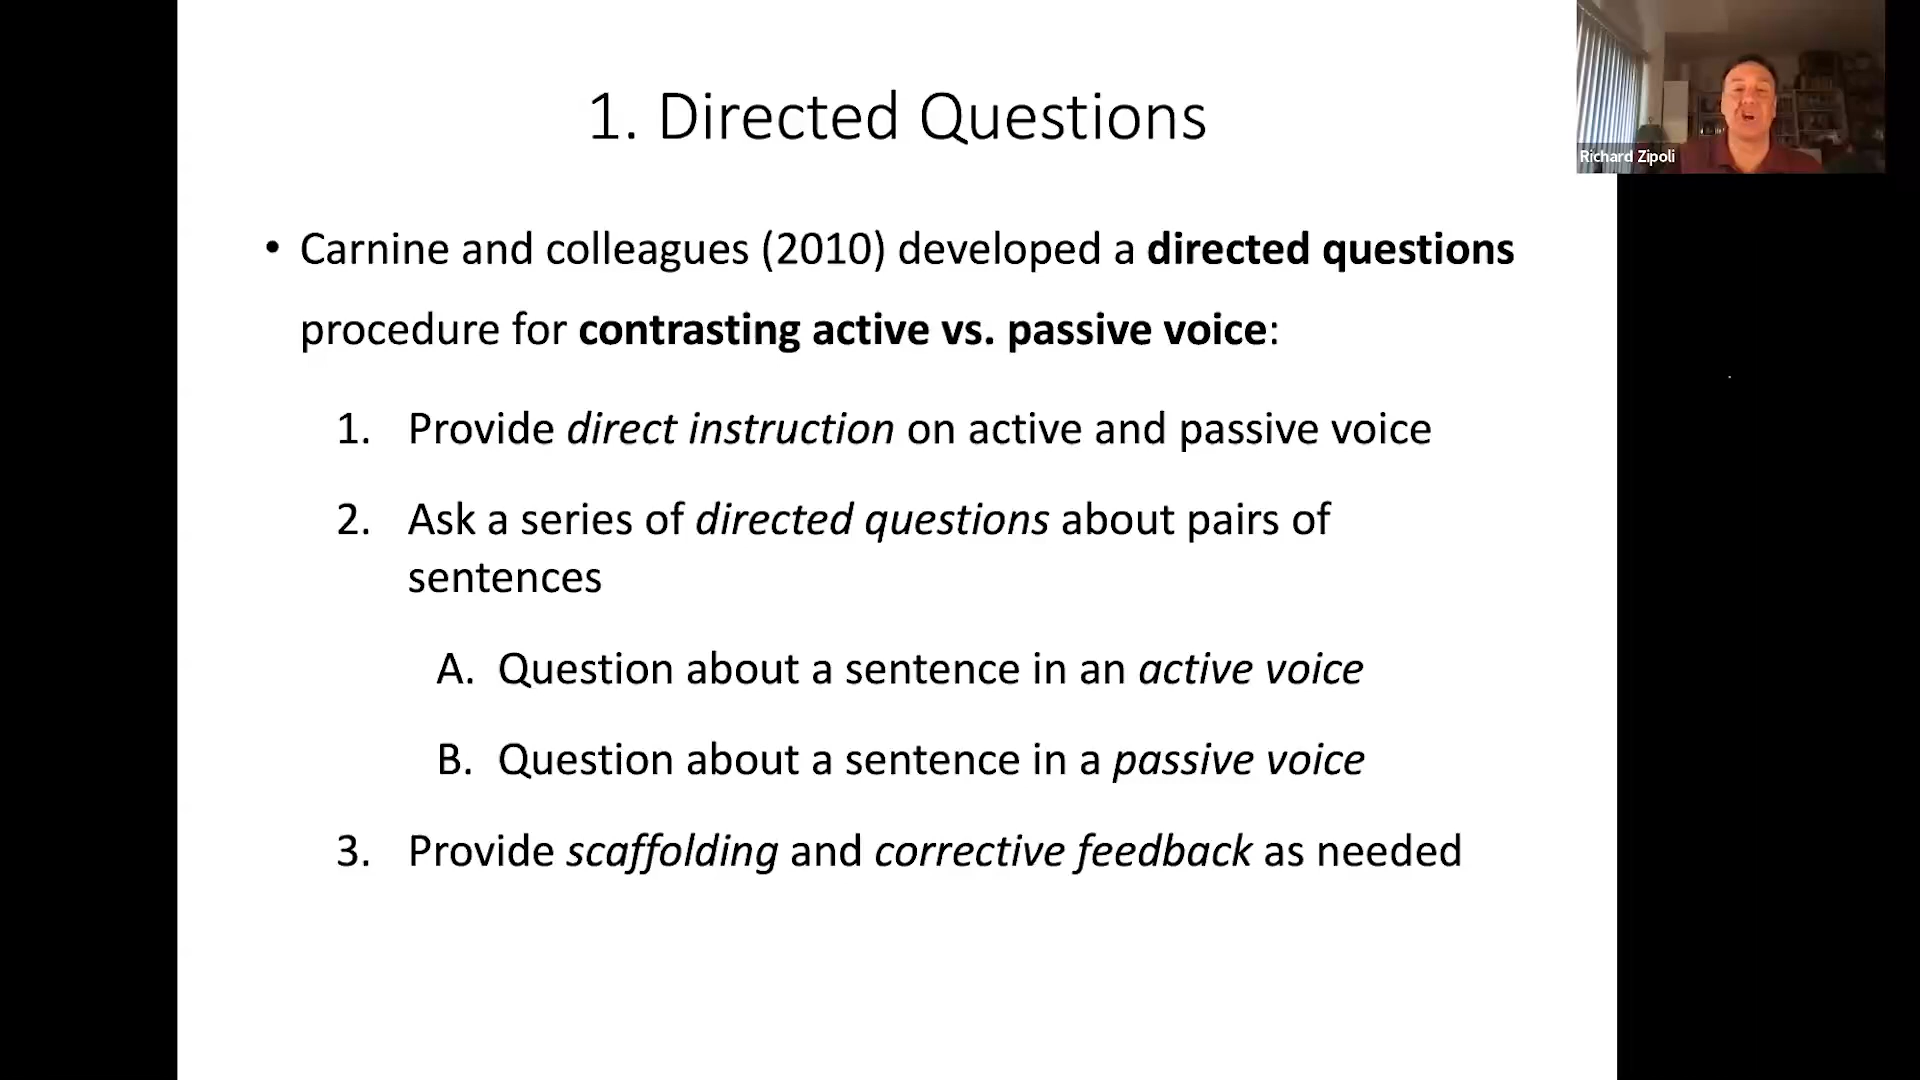 1. Directed Questions
Richard Zipoli
• Carnine and colleagues (2010) developed a directed questions
procedure for contrasting active vs. passive voice:
1. Provide direct instruction on active and passive voice
2. Ask a series of directed questions about pairs of
sentences
A. Question about a sentence in an active voice
B. Question about a sentence in a passive voice
3. Provide scaffolding and corrective feedback as needed